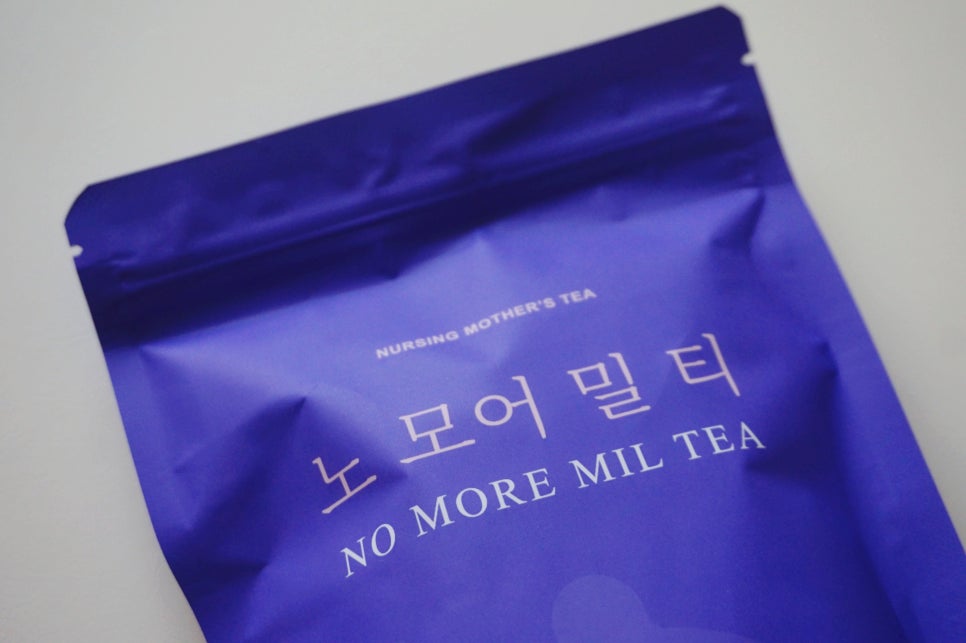 NURSING MOTHER'S TEA
노 모어 밀 티
NO MORE MIL TEA